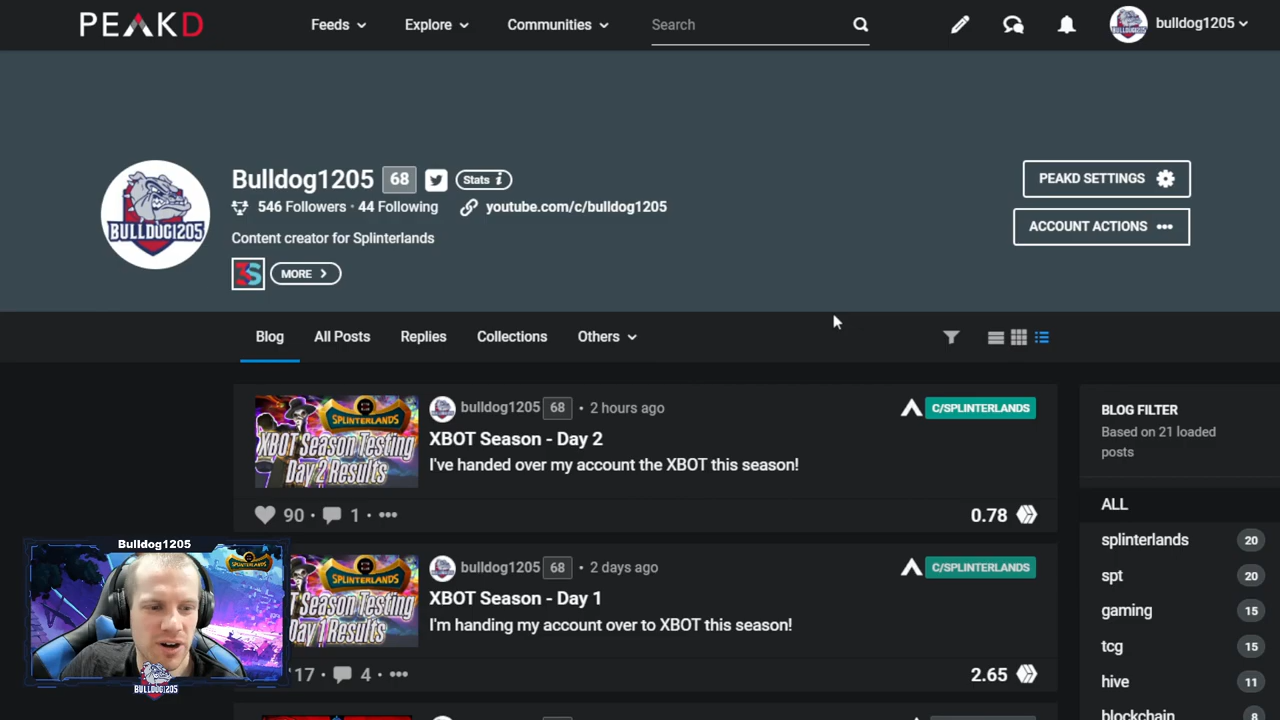 PEAKD Feeds Explore Communities Search bulldog1205
Bulldog1205 68 Stats i
546 Followers · 44 Following youtube.com/c/bulldog1205
Content creator for Splinterlands
3S MORE >
PEAKD SETTINGS
ACCOUNT ACTIONS •••
BULLDOG1205
Blog All Posts Replies Collections Others
SPLINTERLANDS
XBOT Season Testing
Day 2 Results
bulldog1205 68 • 2 hours ago C/SPLINTERLANDS
XBOT Season - Day 2
I've handed over my account the XBOT this season!
90 · 1 · ••• 0.78
SPLINTERLANDS
Season Testing
Day 1 Results
bulldog1205 68 • 2 days ago C/SPLINTERLANDS
XBOT Season - Day 1
I'm handing my account over to XBOT this season!
17 · 4 · ••• 2.65
BLOG FILTER
Based on 21 loaded
posts
ALL
splinterlands 20
spt 20
gaming 15
tcg 15
hive 11
blockchain 8
Bulldog1205
SPLINTERLANDS
BULLDOG1205